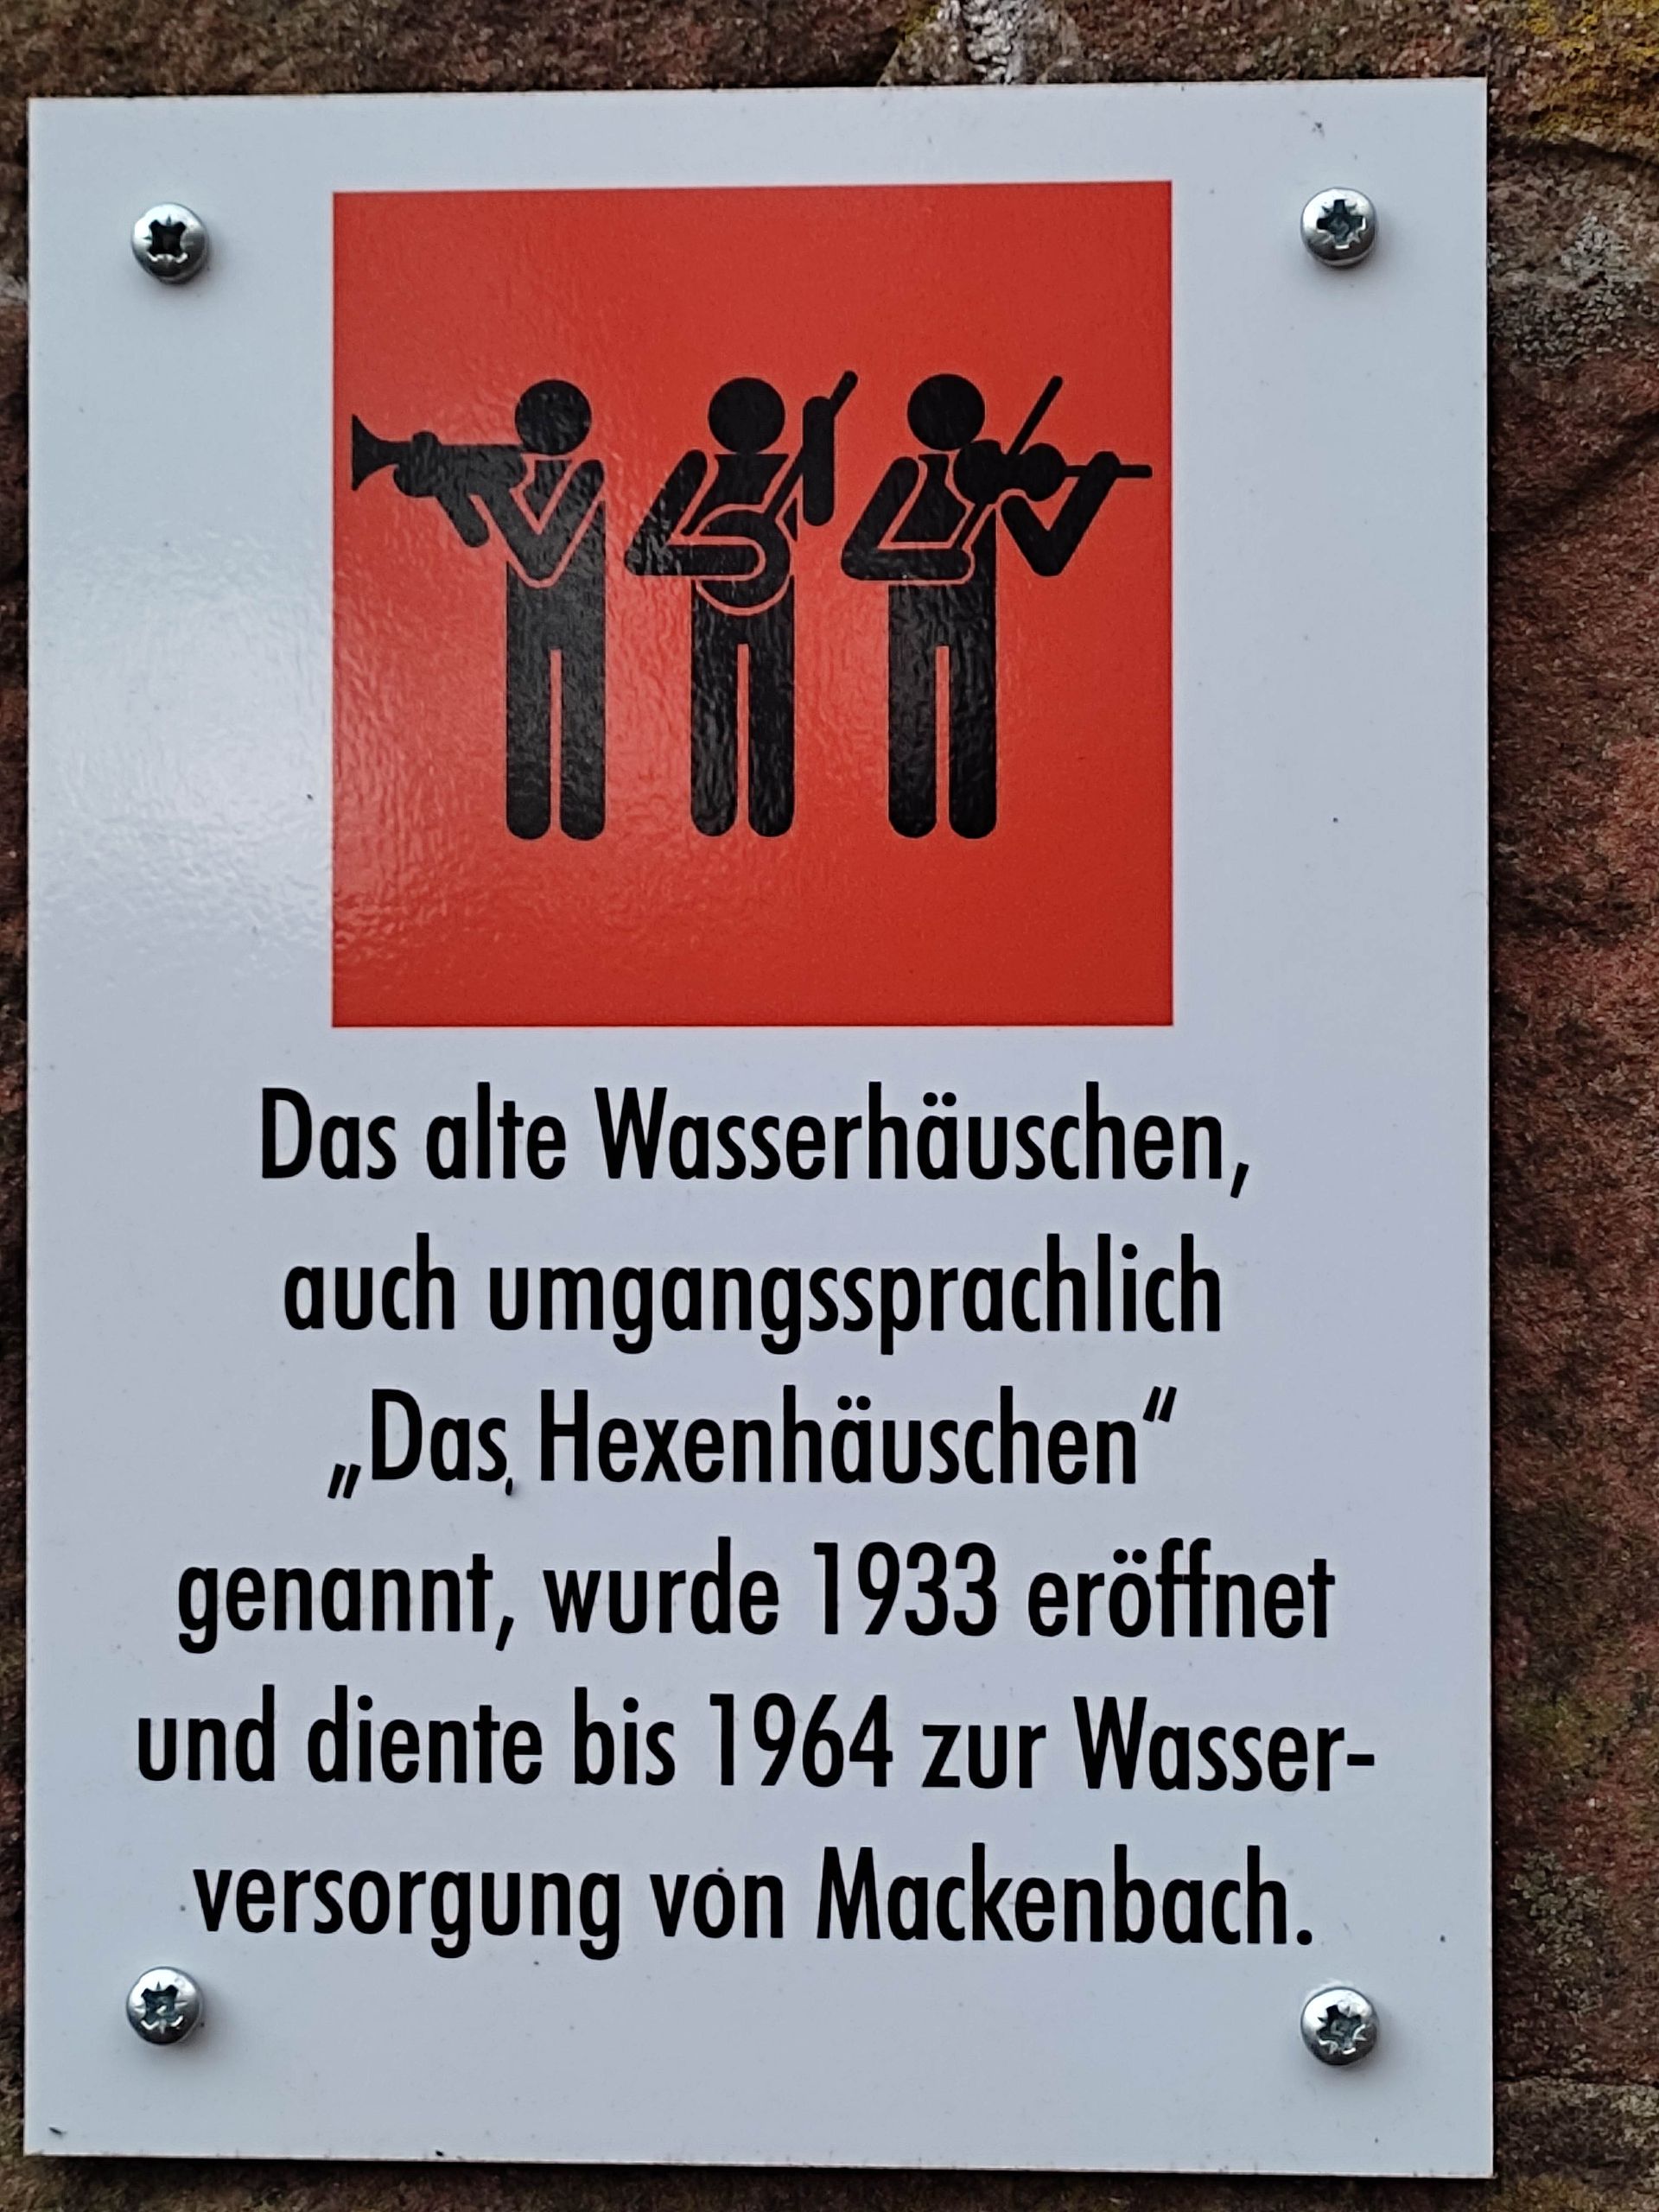 Das alte Wasserhäuschen,
auch umgangssprachlich
„Das Hexenhäuschen“
genannt, wurde 1933 eröffnet
und diente bis 1964 zur Wasser-
versorgung von Mackenbach.